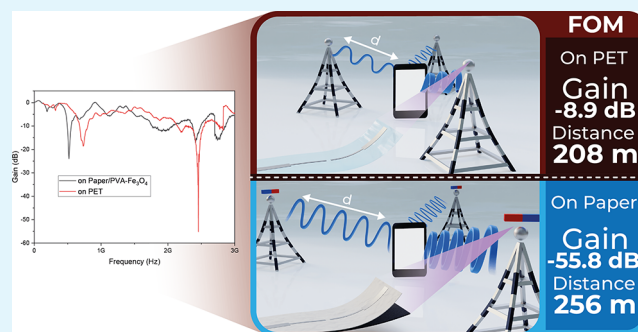 0
-10
-20
-30
-40
-50
-60
Gain (dB)
on Paper/PVA-Fe₃O₄
on PET
0 1G 2G 3G
Frequency (Hz)
d
d
FOM
On PET
Gain
-8.9 dB
Distance
208 m
On Paper
Gain
-55.8 dB
Distance
256 m